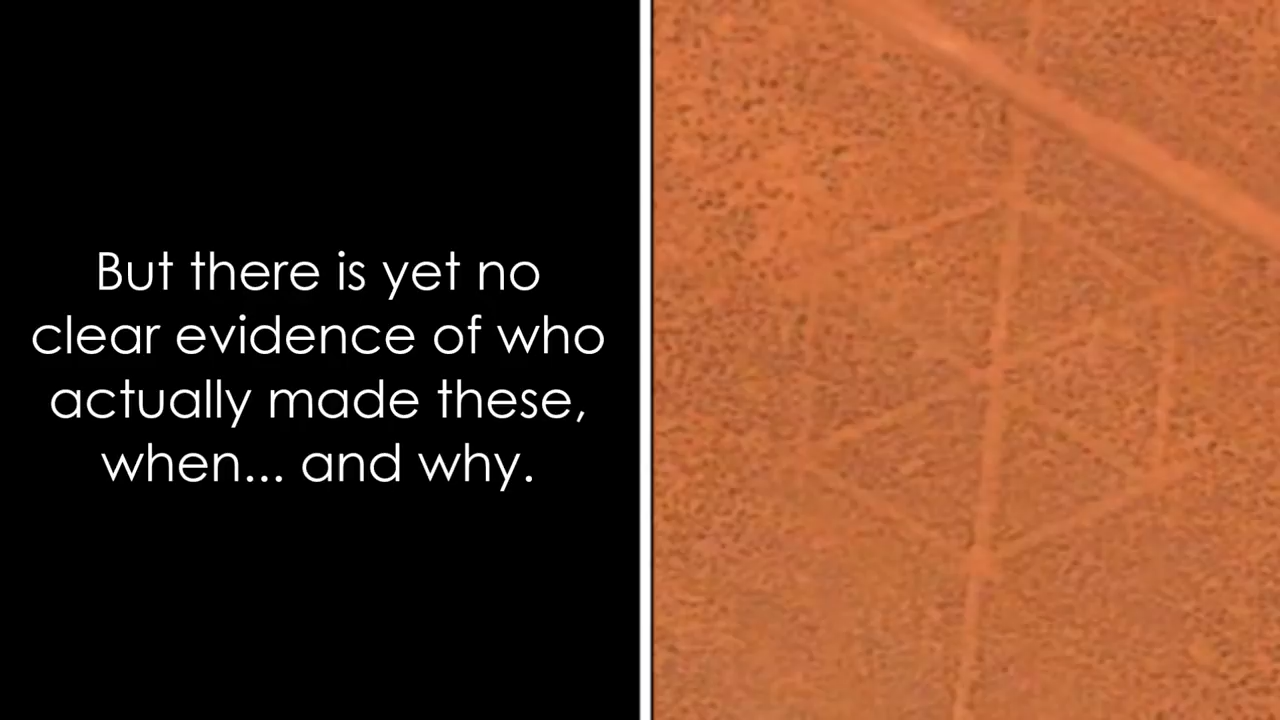 But there is yet no
clear evidence of who
actually made these,
when... and why.